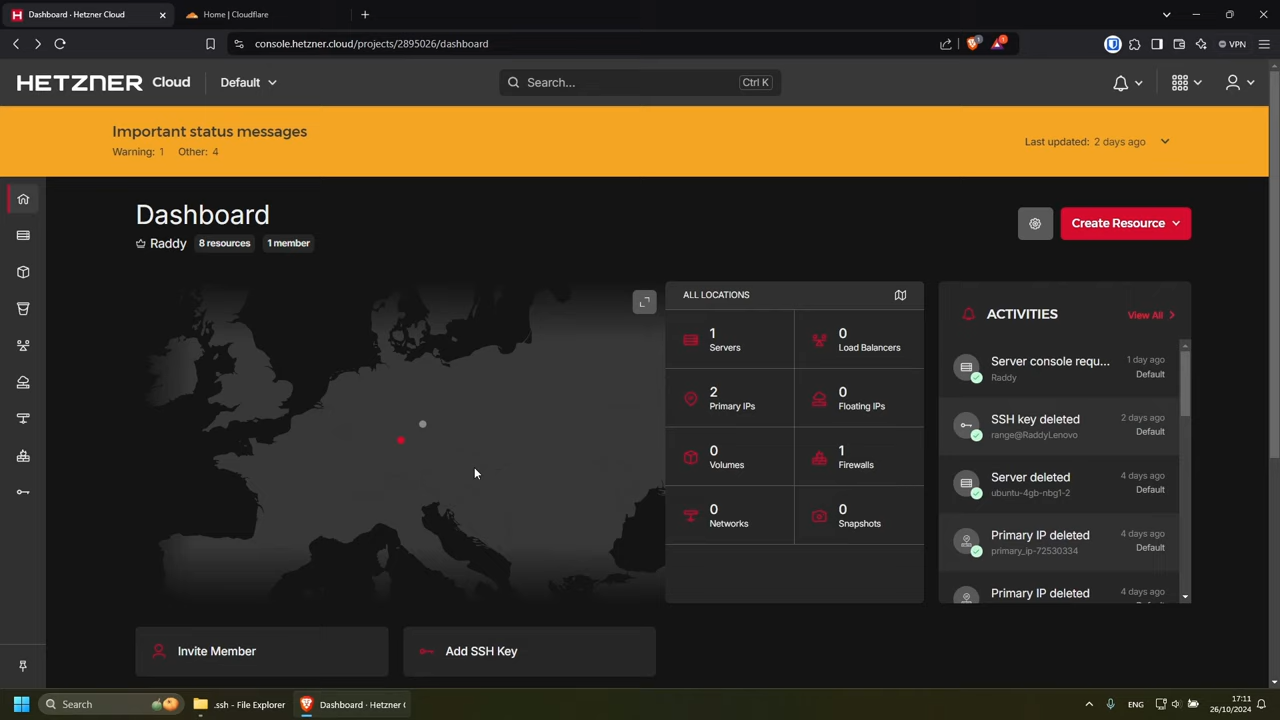 Dashboard · Hetzner Cloud
Home | Cloudflare
console.hetzner.cloud/projects/2895026/dashboard
1
1
VPN
HETZNER Cloud
Default
Search...
Ctrl K
Important status messages
Warning: 1 Other: 4
Last updated: 2 days ago
Dashboard
Raddy
8 resources
1 member
Create Resource
ALL LOCATIONS
1
Servers
0
Load Balancers
2
Primary IPs
0
Floating IPs
0
Volumes
1
Firewalls
0
Networks
0
Snapshots
ACTIVITIES
View All
Server console requ...
1 day ago
Raddy
Default
SSH key deleted
2 days ago
range@RaddyLenovo
Default
Server deleted
4 days ago
ubuntu-4gb-nbg1-2
Default
Primary IP deleted
4 days ago
primary_ip-72530334
Default
Primary IP deleted
4 days ago
Default
Invite Member
Add SSH Key
Search
.ssh - File Explorer
Dashboard · Hetzner C
ENG
17:11
26/10/2024